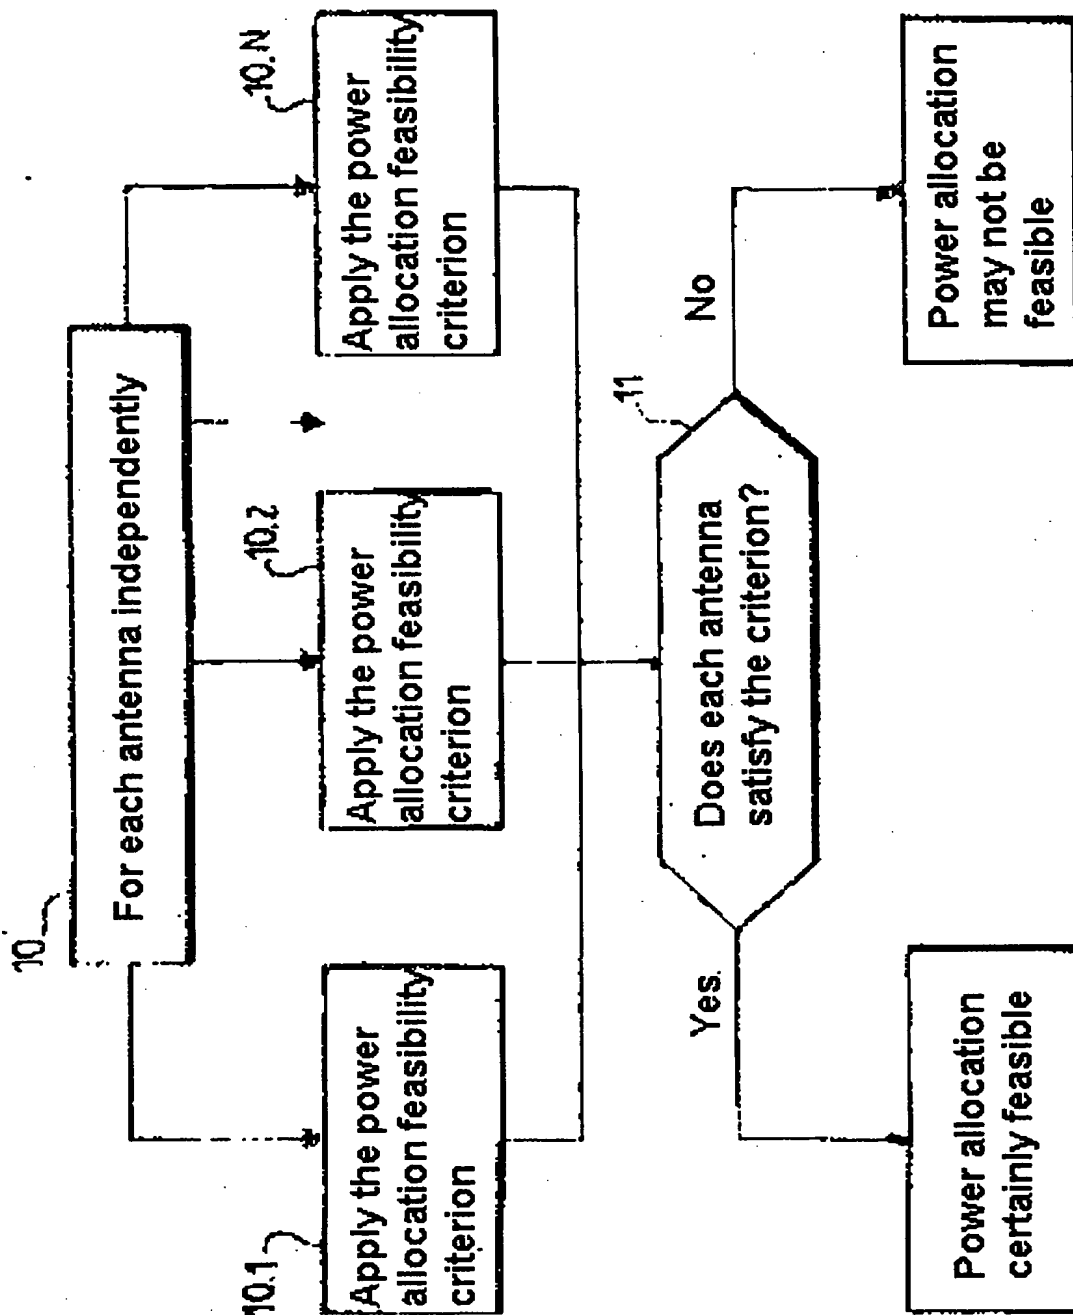 10
For each antenna independently
10.1
Apply the power
allocation feasibility
criterion
10.2
Apply the power
allocation feasibility
criterion
10.N
Apply the power
allocation feasibility
criterion
11
Does each antenna
satisfy the criterion?
Yes
No
Power allocation
certainly feasible
Power allocation
may not be
feasible